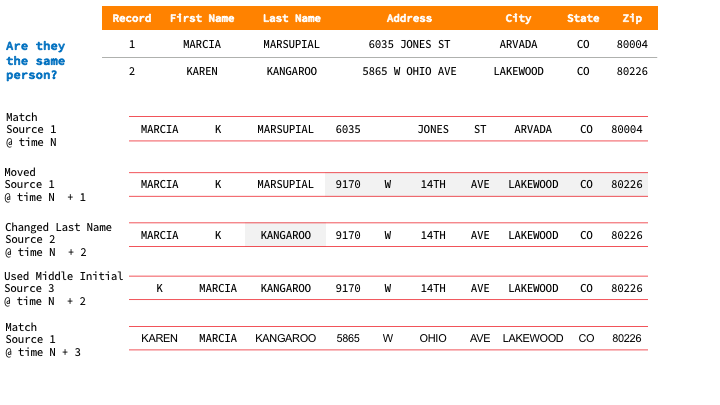 Record First Name Last Name Address City State Zip
1 MARCIA MARSUPIAL 6035 JONES ST ARVADA CO 80004
Are they
the same
person?
2 KAREN KANGAROO 5865 W OHIO AVE LAKEWOOD CO 80226
Match
Source 1
@ time N
MARCIA K MARSUPIAL 6035 JONES ST ARVADA CO 80004
Moved
Source 1
@ time N + 1
MARCIA K MARSUPIAL 9170 W 14TH AVE LAKEWOOD CO 80226
Changed Last Name
Source 2
@ time N + 2
MARCIA K KANGAROO 9170 W 14TH AVE LAKEWOOD CO 80226
Used Middle Initial
Source 3
@ time N + 2
K MARCIA KANGAROO 9170 W 14TH AVE LAKEWOOD CO 80226
Match
Source 1
@ time N + 3
KAREN MARCIA KANGAROO 5865 W OHIO AVE LAKEWOOD CO 80226